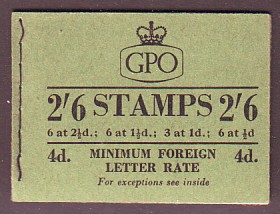 GPO
2'6 STAMPS 2'6
6 at 2½d.; 6 at 1½d.; 3 at 1d.; 6 at ½d
4d. MINIMUM FOREIGN 4d.
LETTER RATE
For exceptions see inside